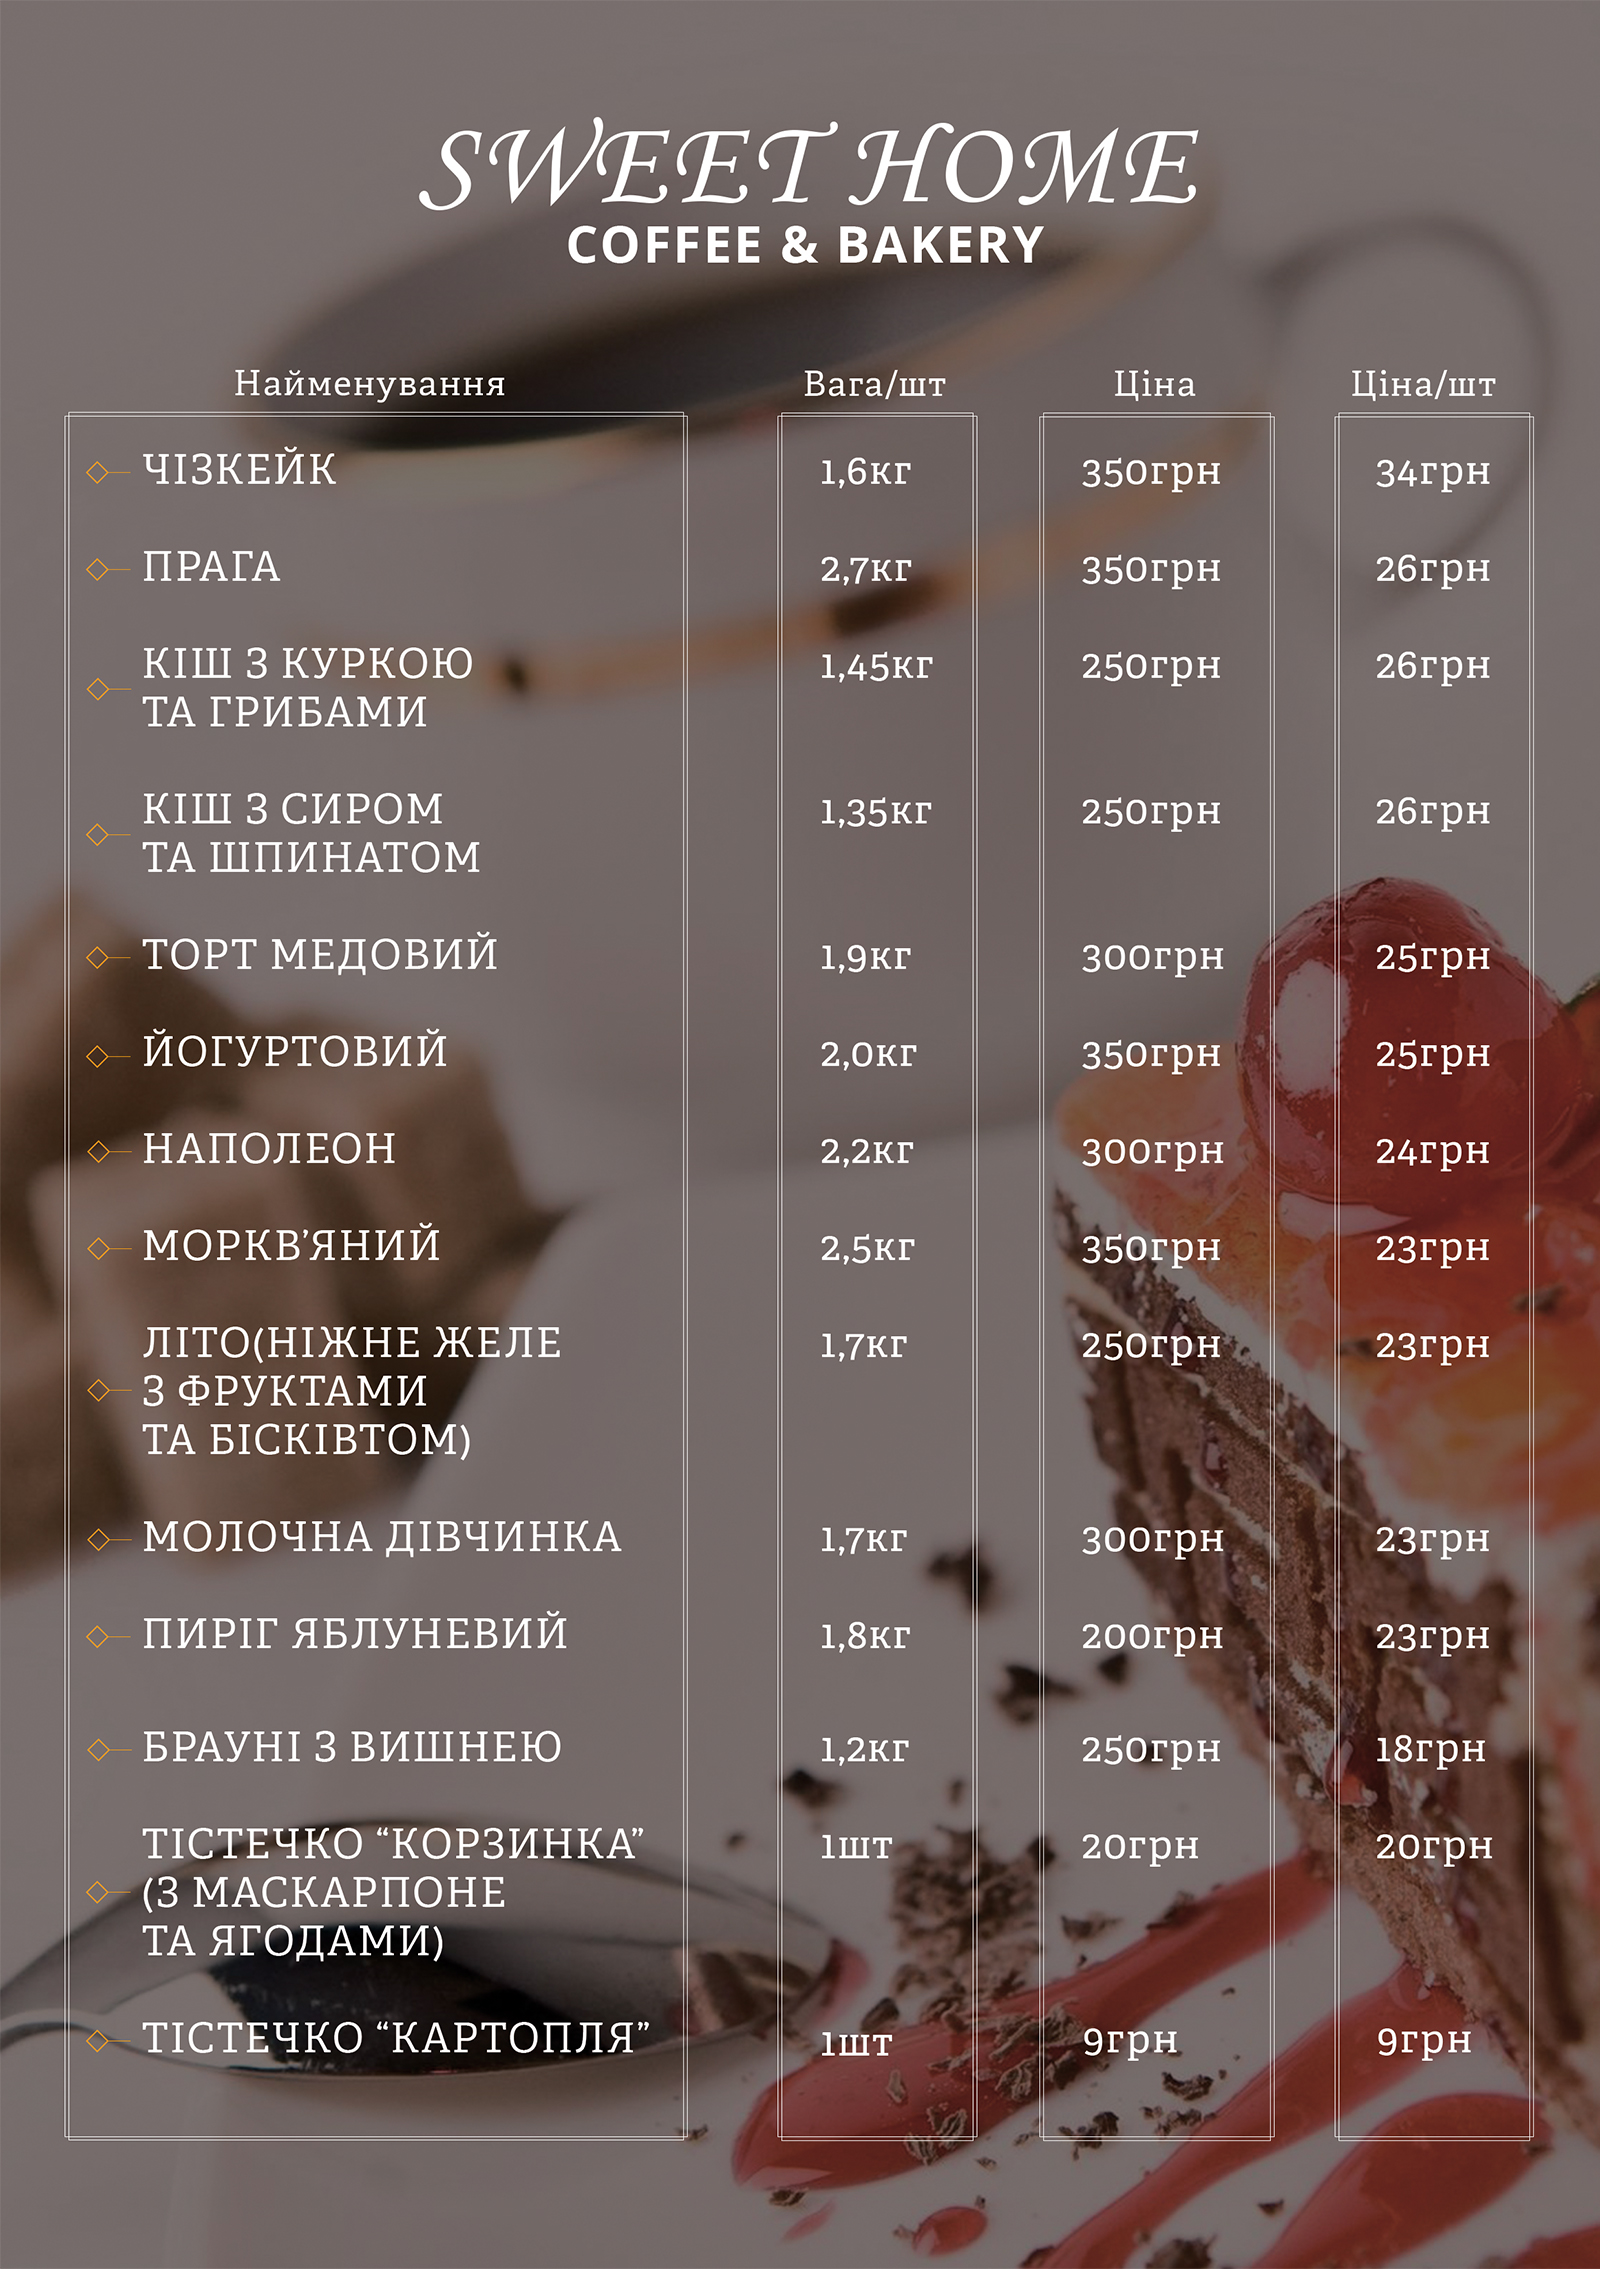 SWEET HOME
COFFEE & BAKERY
Найменування Вага/шт Ціна Ціна/шт
ЧІЗКЕЙК 1,6кг 350грн 34грн
ПРАГА 2,7кг 350грн 26грн
КІШ З КУРКОЮ 1,45кг 250грн 26грн
ТА ГРИБАМИ
КІШ З СИРОМ 1,35кг 250грн 26грн
ТА ШПИНАТОМ
ТОРТ МЕДОВИЙ 1,9кг 300грн 25грн
ЙОГУРТОВИЙ 2,0кг 350грн 25грн
НАПОЛЕОН 2,2кг 300грн 24грн
МОРКВ’ЯНИЙ 2,5кг 350грн 23грн
ЛІТО(НІЖНЕ ЖЕЛЕ 1,7кг 250грн 23грн
З ФРУКТАМИ
ТА БІСКІВТОМ)
МОЛОЧНА ДІВЧИНКА 1,7кг 300грн 23грн
ПИРІГ ЯБЛУНЕВИЙ 1,8кг 200грн 23грн
БРАУНІ З ВИШНЕЮ 1,2кг 250грн 18грн
ТІСТЕЧКО “КОРЗИНКА” 1шт 20грн 20грн
(З МАСКАРПОНЕ
ТА ЯГОДАМИ)
ТІСТЕЧКО “КАРТОПЛЯ” 1шт 9грн 9грн